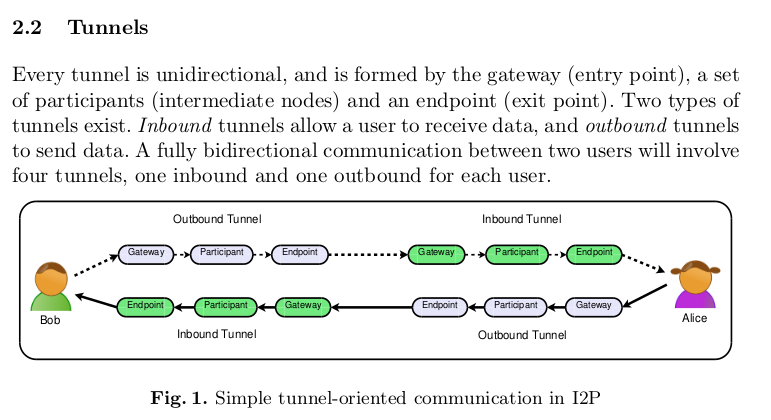 2.2 Tunnels
Every tunnel is unidirectional, and is formed by the gateway (entry point), a set
of participants (intermediate nodes) and an endpoint (exit point). Two types of
tunnels exist. Inbound tunnels allow a user to receive data, and outbound tunnels
to send data. A fully bidirectional communication between two users will involve
four tunnels, one inbound and one outbound for each user.
Outbound Tunnel Inbound Tunnel
Gateway Participant Endpoint Gateway Participant Endpoint
Endpoint Participant Gateway Endpoint Participant Gateway
Bob Alice
Inbound Tunnel Outbound Tunnel
Fig. 1. Simple tunnel-oriented communication in I2P